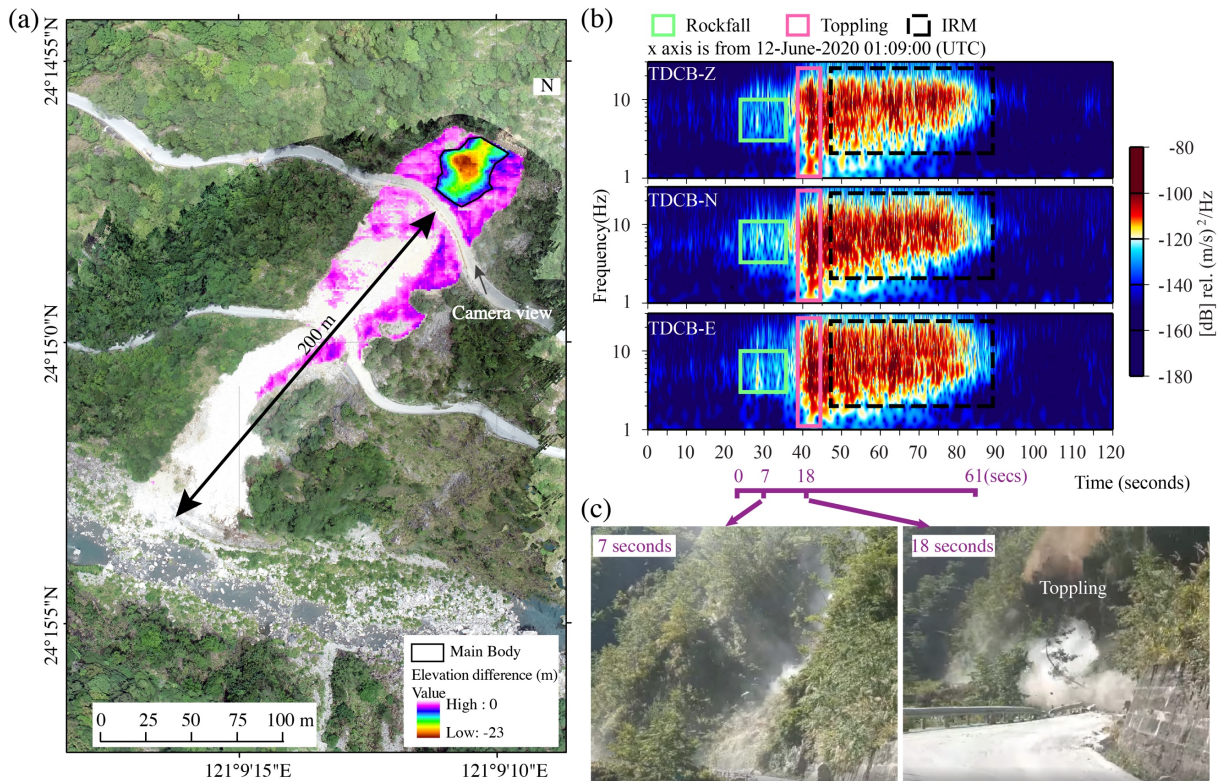 (a)
24°14'55"N
24°15'0"N
24°15'5"N
N
Camera view
200 m
Main Body
Elevation difference (m)
Value
High : 0
Low: -23
0 25 50 75 100 m
121°9'15"E
121°9'10"E
(b)
Rockfall
Toppling
IRM
x axis is from 12-June-2020 01:09:00 (UTC)
TDCB-Z
10
1
TDCB-N
10
1
TDCB-E
10
1
Frequency(Hz)
0 10 20 30 40 50 60 70 80 90 100 120
Time (seconds)
-80
-100
-120
-140
-160
-180
[dB] rel. (m/s)²/Hz
0 7 18 61(secs)
(c)
7 seconds
18 seconds
Toppling